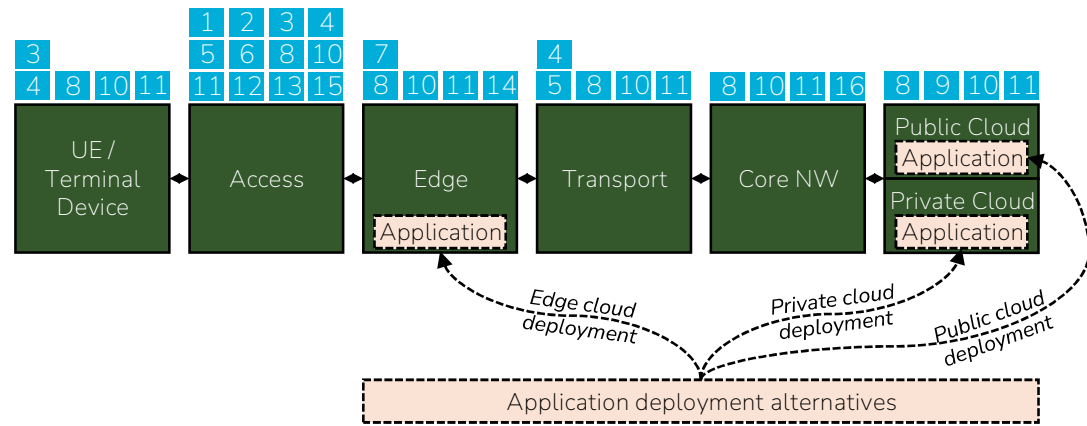 1 2 3 4
3 5 6 8 10 7 4
4 8 10 11 11 12 13 15 8 10 11 14 5 8 10 11 8 10 11 16 8 9 10 11
UE /
Terminal
Device
Access
Edge
Application
Transport
Core NW
Public Cloud
Application
Private Cloud
Application
Edge cloud
deployment
Private cloud
deployment
Public cloud
deployment
Application deployment alternatives